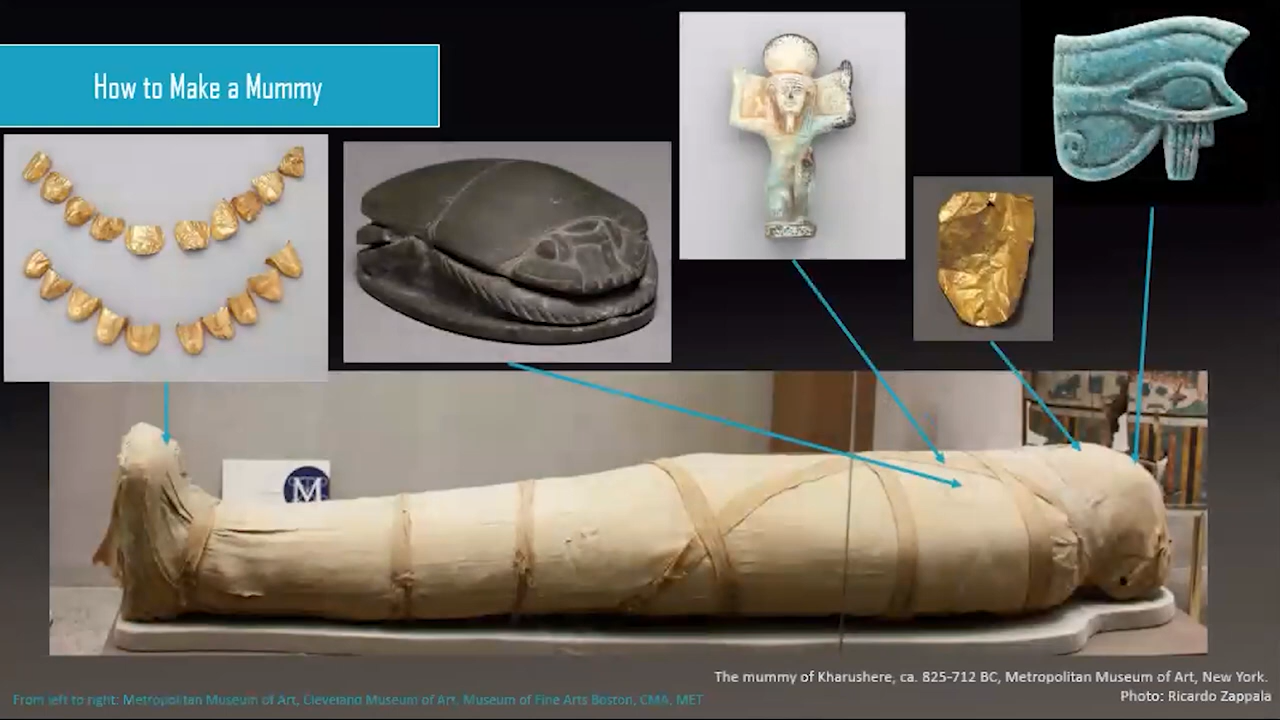 How to Make a Mummy
M
The mummy of Kharushere, ca. 825-712 BC, Metropolitan Museum of Art, New York.
Photo: Ricardo Zappala
From left to right: Metropolitan Museum of Art, Cleveland Museum of Art, Museum of Fine Arts Boston, CMA, MET